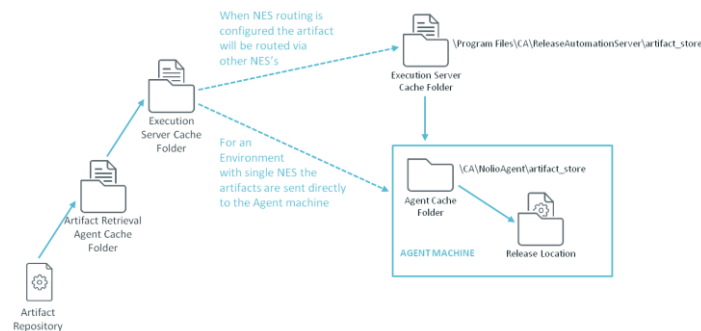 When NES routing is
configured the artifact
will be routed via
other NES's
\Program Files\CA\ReleaseAutomationServer\artifact_store
Execution Server
Cache Folder
Execution
Server Cache
Folder
For an
Environment
with single NES the
artifacts are sent directly
to the Agent machine
\CA\NolioAgent\artifact_store
Agent Cache
Folder
Artifact Retrieval
Agent Cache
Folder
AGENT MACHINE
Release Location
Artifact
Repository